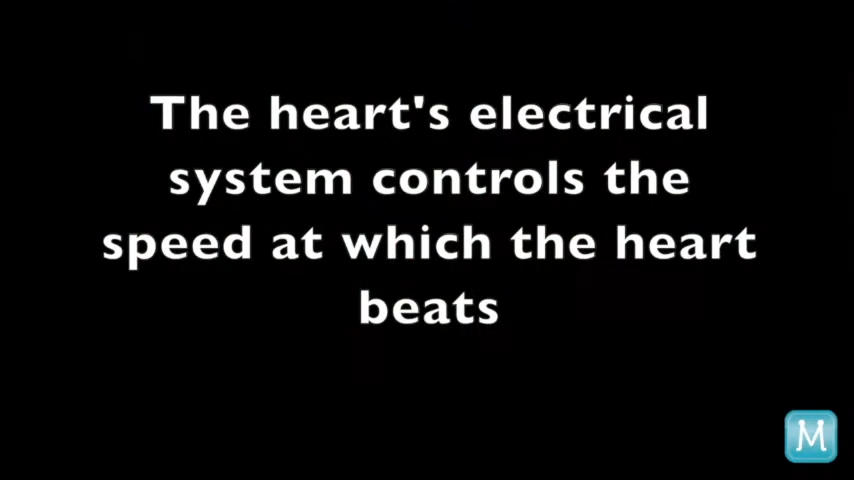 The heart's electrical
system controls the
speed at which the heart
beats
M